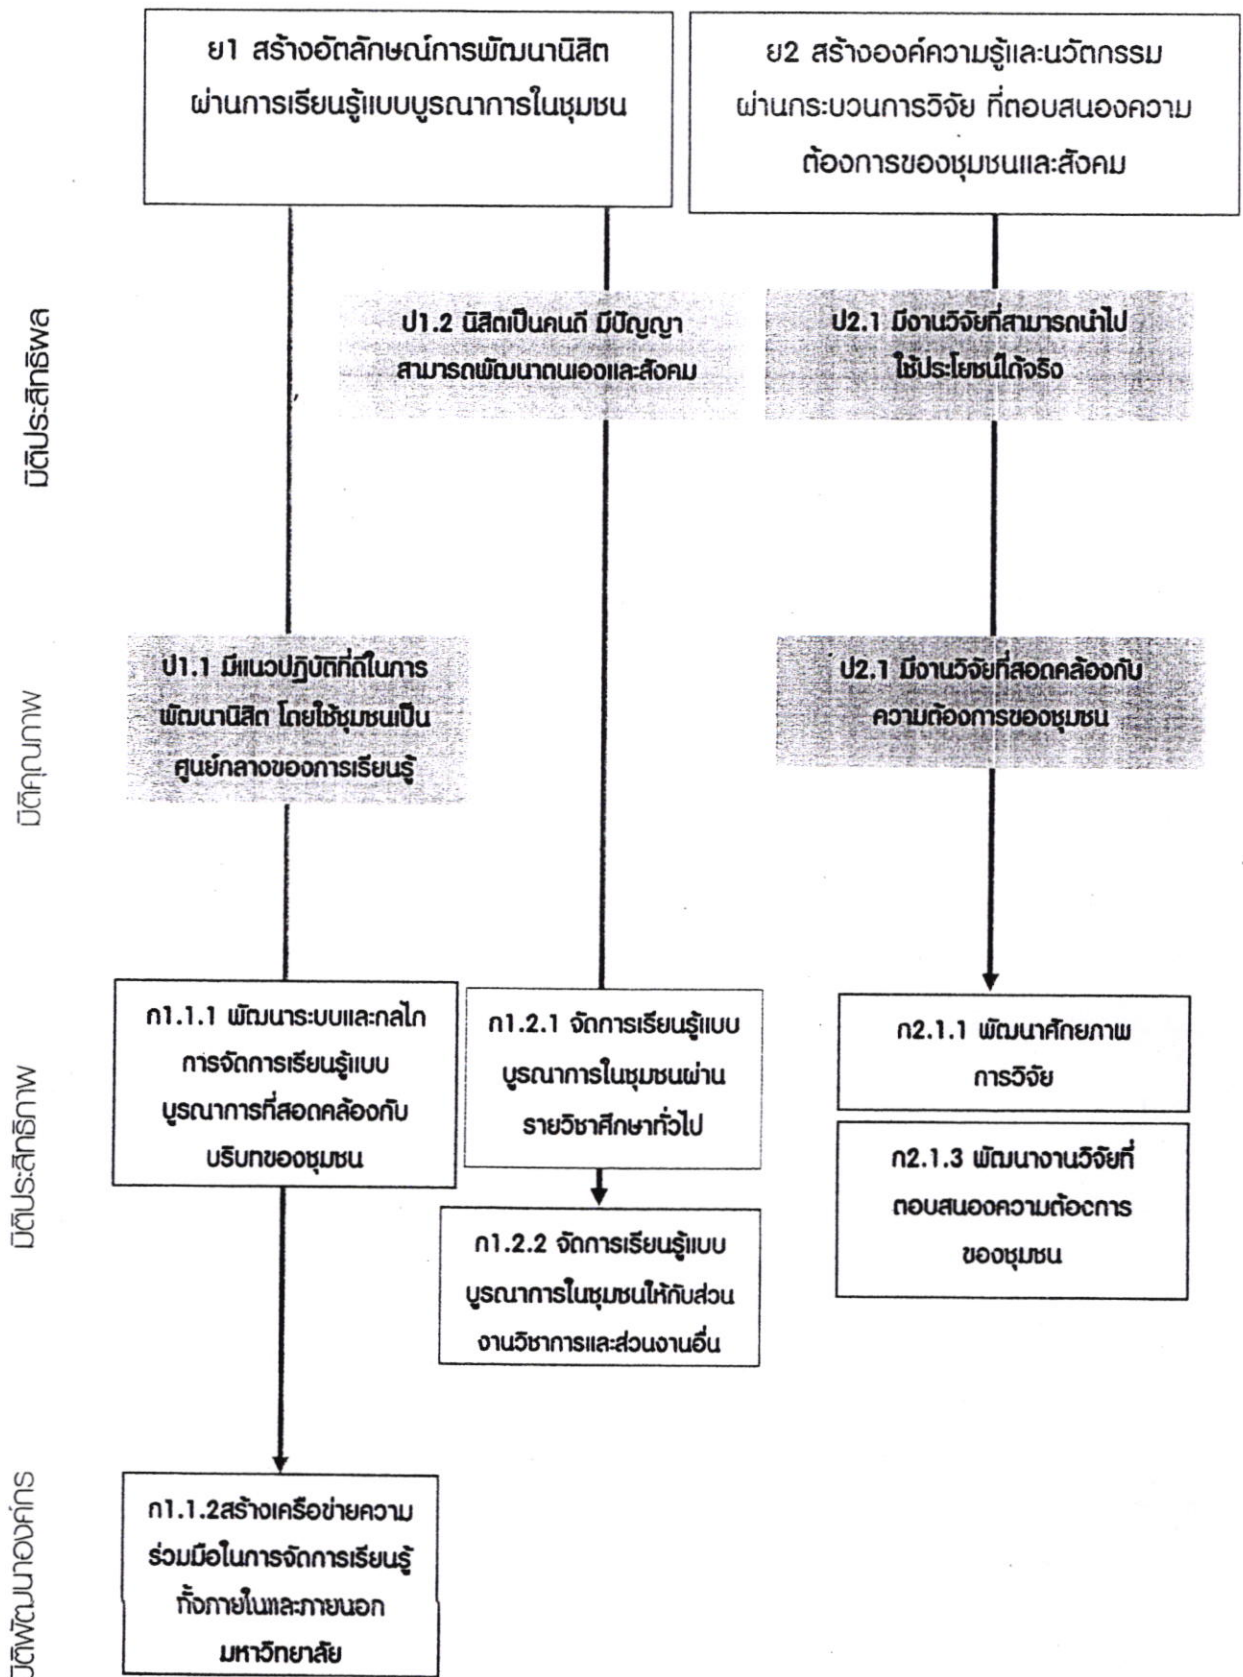 ย1 สร้างอัตลักษณ์การพัฒนานิสิต
ผ่านการเรียนรู้แบบบูรณาการในชุมชน
ย2 สร้างองค์ความรู้และนวัตกรรม
ผ่านกระบวนการวิจัย ที่ตอบสนองความ
ต้องการของชุมชนและสังคม
มิติประสิทธิผล
ป1.2 นิสิตเป็นคนดี มีปัญญา
สามารถพัฒนาตนเองและสังคม
ป2.1 มีงานวิจัยที่สามารถนำไป
ใช้ประโยชน์ได้จริง
มิติคุณภาพ
ป1.1 มีแนวปฏิบัติที่ดีในการ
พัฒนานิสิต โดยใช้ชุมชนเป็น
ศูนย์กลางของการเรียนรู้
ป2.1 มีงานวิจัยที่สอดคล้องกับ
ความต้องการของชุมชน
มิติประสิทธิภาพ
ก1.1.1 พัฒนาระบบและกลไก
การจัดการเรียนรู้แบบ
บูรณาการที่สอดคล้องกับ
บริบทของชุมชน
ก1.2.1 จัดการเรียนรู้แบบ
บูรณาการในชุมชนผ่าน
รายวิชาศึกษาทั่วไป
ก1.2.2 จัดการเรียนรู้แบบ
บูรณาการในชุมชนให้กับส่วน
งานวิชาการและส่วนงานอื่น
ก2.1.1 พัฒนาศักยภาพ
การวิจัย
ก2.1.3 พัฒนางานวิจัยที่
ตอบสนองความต้องการ
ของชุมชน
มิติพัฒนาองค์กร
ก1.1.2สร้างเครือข่ายความ
ร่วมมือในการจัดการเรียนรู้
ทั้งภายในและภายนอก
มหาวิทยาลัย